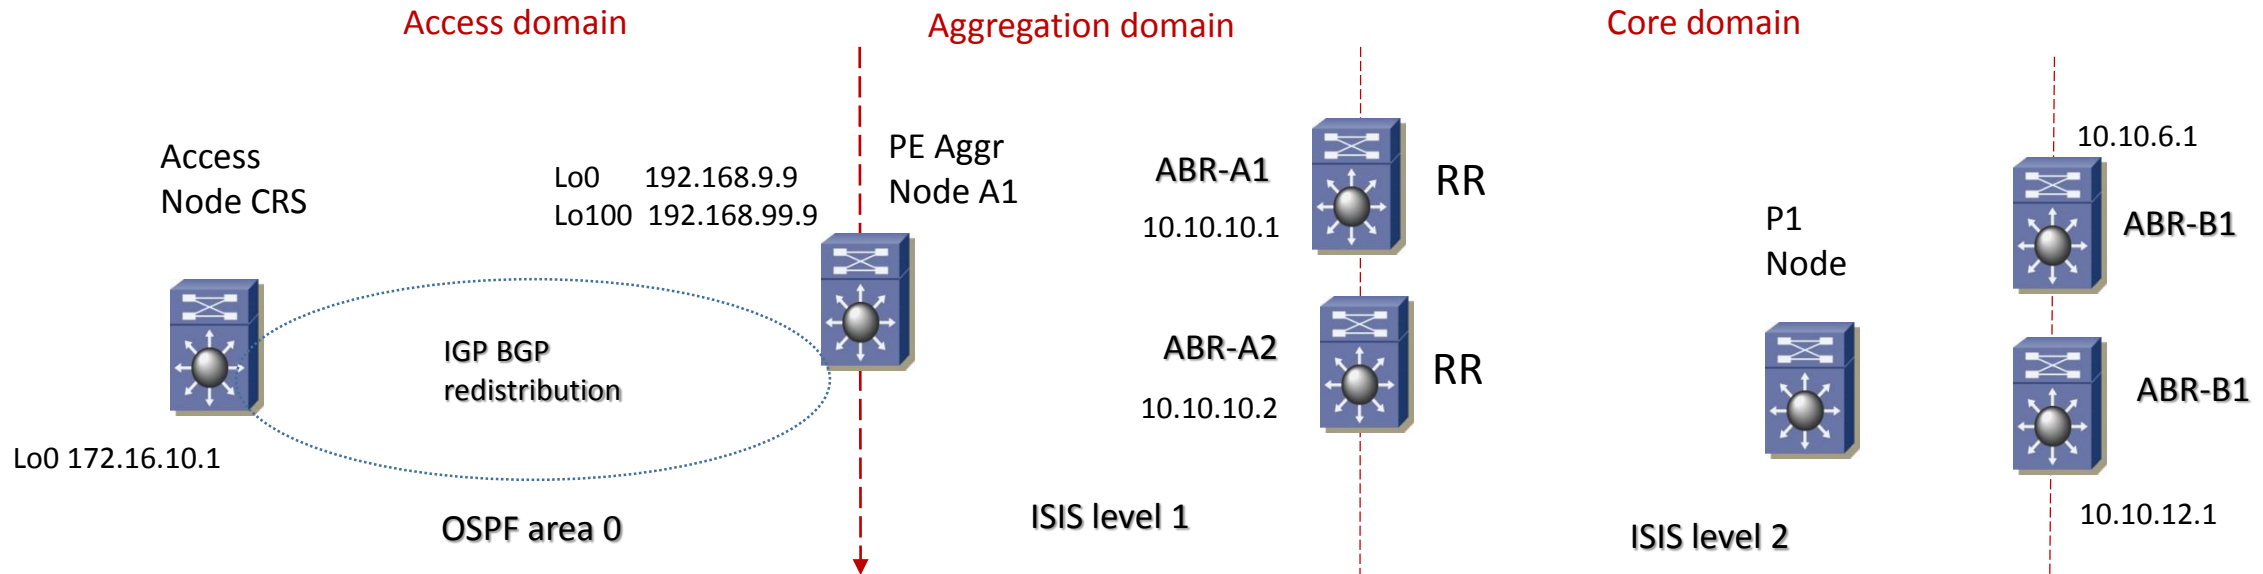 Access domain
Aggregation domain
Core domain
Access
Node CRS
Lo0 192.168.9.9
Lo100 192.168.99.9
PE Aggr
Node A1
ABR-A1
10.10.10.1
RR
ABR-A2
10.10.10.2
RR
P1
Node
10.10.6.1
ABR-B1
ABR-B1
10.10.12.1
IGP BGP
redistribution
Lo0 172.16.10.1
OSPF area 0
ISIS level 1
ISIS level 2